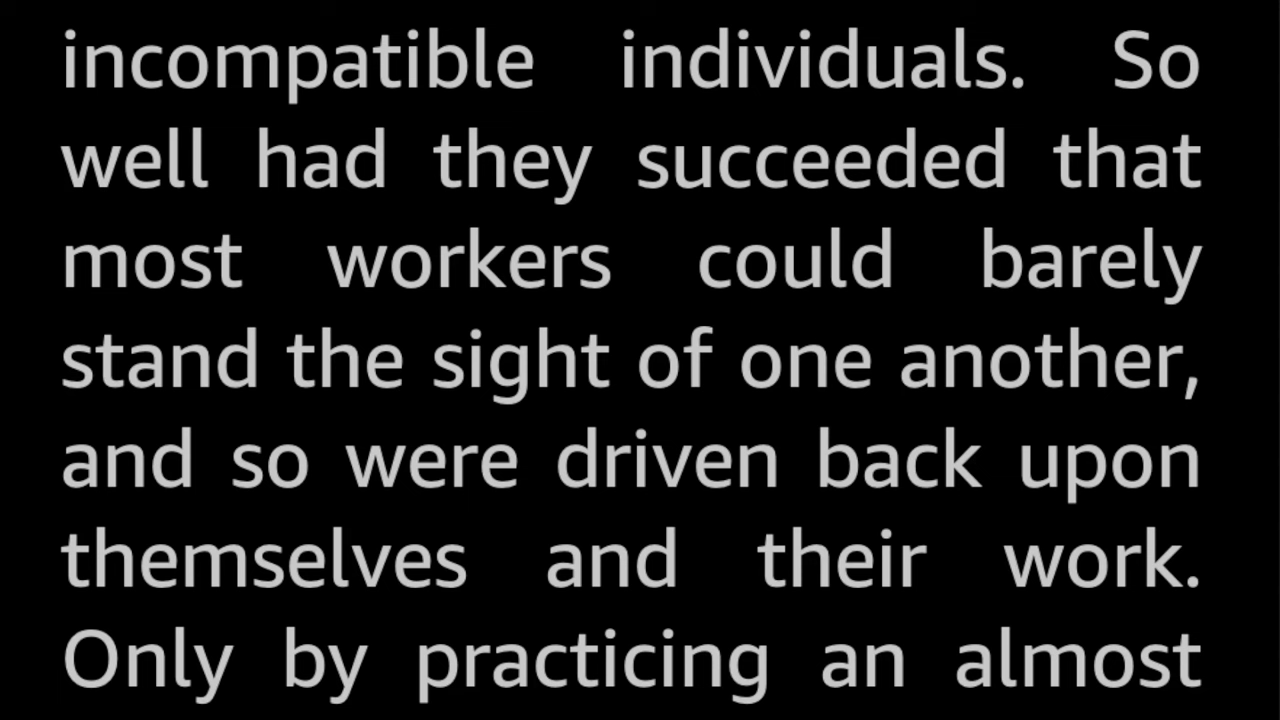 incompatible individuals. So
well had they succeeded that
most workers could barely
stand the sight of one another,
and so were driven back upon
themselves and their work.
Only by practicing an almost